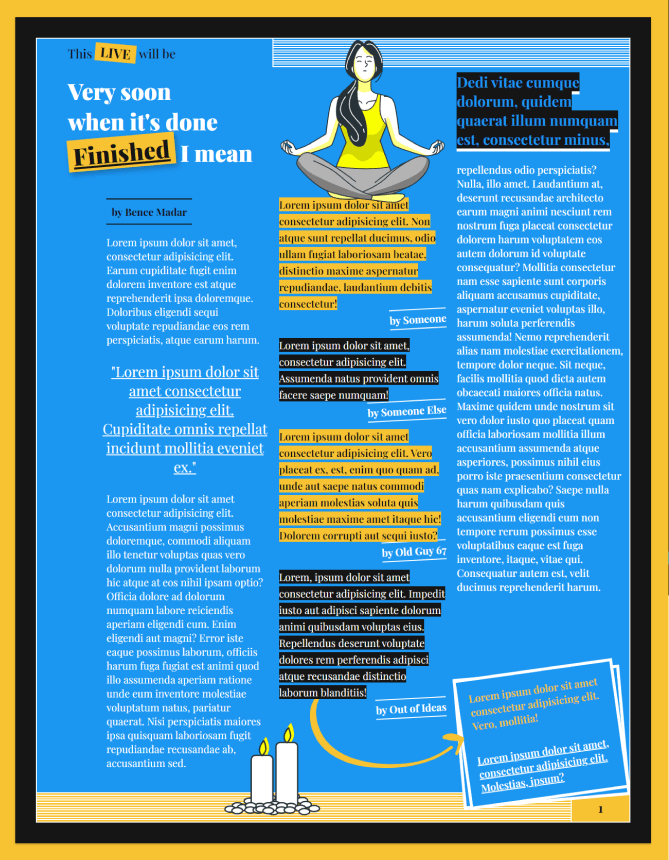 This LIVE will be
Very soon
when it's done
Finished I mean
by Bence Madar
Lorem ipsum dolor sit amet,
consectetur adipisicing elit.
Earum cupiditate fugit enim
dolorem inventore est atque
reprehenderit ipsa doloremque.
Doloribus eligendi sequi
voluptate repudiandae eos rem
perspiciatis, atque earum harum.
"Lorem ipsum dolor sit
amet consectetur
adipisicing elit.
Cupiditate omnis repellat
incidunt mollitia eveniet
ex."
Lorem ipsum dolor sit amet
consectetur adipisicing elit.
Accusantium magni possimus
doloremque, commodi aliquam
illo tenetur voluptas quas vero
dolorum nulla provident laborum
hic atque at eos nihil ipsam optio?
Officia dolore ad dolorum
numquam labore reiciendis
aperiam eligendi cum. Enim
eligendi aut magni? Error iste
eaque possimus laborum, officiis
harum fuga fugiat est animi quod
illo assumenda aperiam ratione
unde eum inventore molestiae
voluptatum natus, pariatur
quaerat. Nisi perspiciatis maiores
ipsa quisquam laboriosam fugit
repudiandae recusandae ab,
accusantium sed.
Lorem ipsum dolor sit amet
consectetur adipisicing elit. Non
atque sunt repellat ducimus, odio
ullam fugiat laboriosam beatae,
distinctio maxime aspernatur
repudiandae, laudantium debitis
consectetur!
by Someone
Lorem ipsum dolor sit amet,
consectetur adipisicing elit.
Assumenda natus provident omnis
facere saepe numquam!
by Someone Else
Lorem ipsum dolor sit amet
consectetur adipisicing elit. Vero
placeat ex, est, enim quo quam ad,
unde aut saepe natus commodi
aperiam molestias soluta quis
molestiae maxime amet itaque hic!
Dolorem corrupti aut sequi iusto?
by Old Guy 67
Lorem, ipsum dolor sit amet
consectetur adipisicing elit. Impedit
iusto aut adipisci sapiente dolorum
animi quibusdam voluptas eius.
Repellendus deserunt voluptate
dolores rem perferendis adipisci
atque recusandae distinctio
laborum blanditiis!
by Out of Ideas
Dedi vitae cumque
dolorum, quidem
quaerat illum numquam
est, consectetur minus,
repellendus odio perspiciatis?
Nulla, illo amet. Laudantium at,
deserunt recusandae architecto
earum magni animi nesciunt rem
nostrum fuga placeat consectetur
dolorem harum voluptatem eos
autem dolorum id voluptate
consequatur? Mollitia consectetur
nam esse sapiente sunt corporis
aliquam accusamus cupiditate,
aspernatur eveniet voluptas illo,
harum soluta perferendis
assumenda! Nemo reprehenderit
alias nam molestiae exercitationem,
tempore dolor neque. Sit neque,
facilis mollitia quod dicta autem
obcaecati maiores officia natus.
Maxime quidem unde nostrum sit
vero dolor iusto quo placeat quam
officia laboriosam mollitia illum
accusantium assumenda atque
asperiores, possimus nihil eius
porro iste praesentium consectetur
quas nam explicabo? Saepe nulla
harum quibusdam quis
accusantium eligendi eum non
tempore rerum possimus esse
voluptatibus eaque est fuga
inventore, itaque, vitae qui.
Consequatur autem est, velit
ducimus reprehenderit harum.
Lorem ipsum dolor sit amet
consectetur adipisicing elit.
Vero, mollitia!
Lorem ipsum dolor sit amet,
consectetur adipisicing elit.
Molestias, ipsum?
1